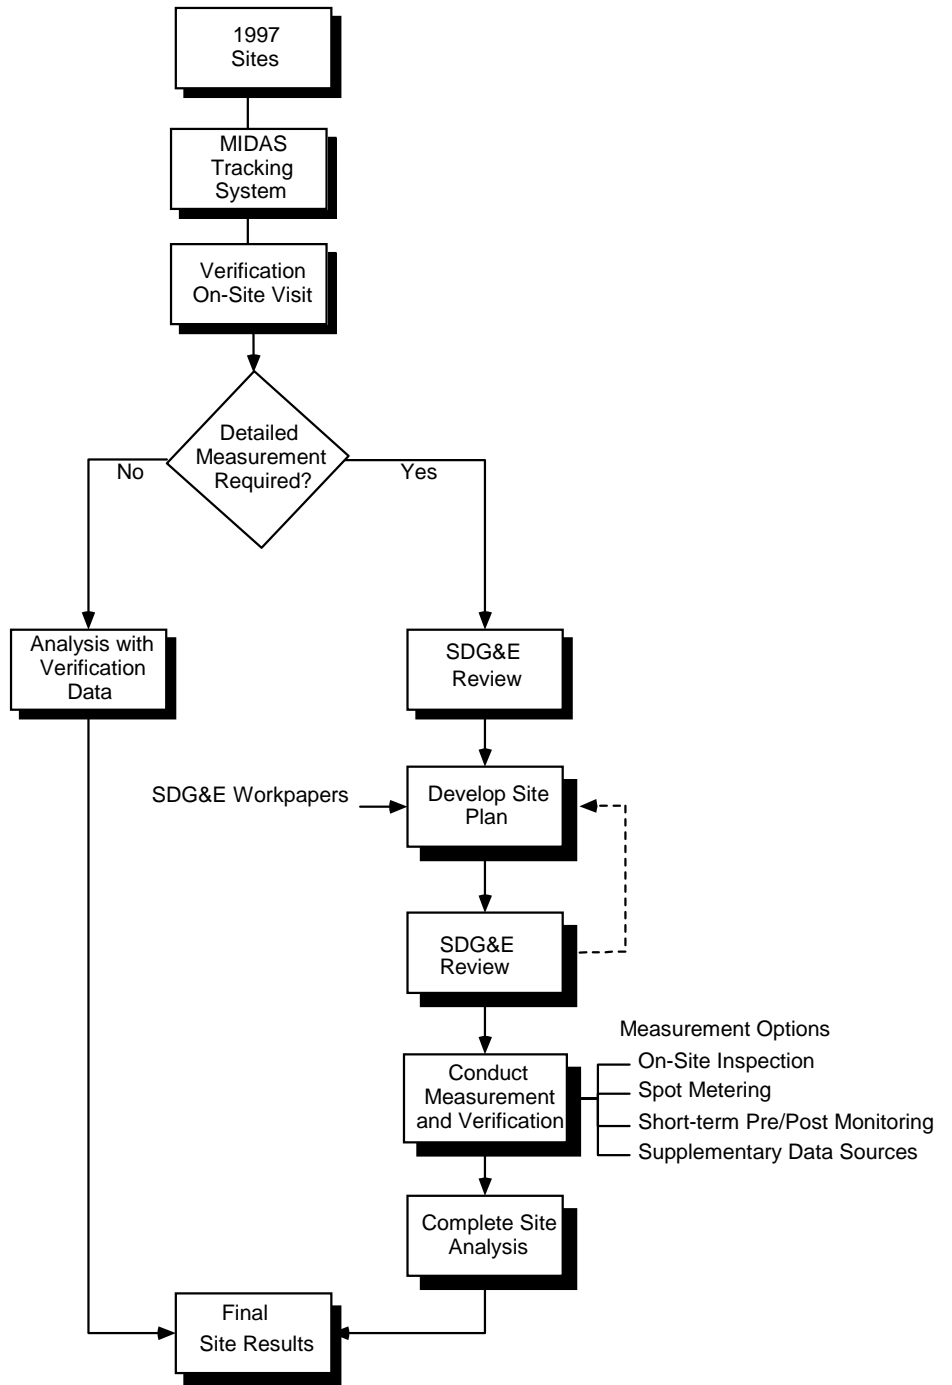 1997
Sites
MIDAS
Tracking
System
Verification
On-Site Visit
Detailed
Measurement
Required?
No
Yes
Analysis with
Verification
Data
SDG&E
Review
SDG&E Workpapers
Develop Site
Plan
SDG&E
Review
Measurement Options
On-Site Inspection
Spot Metering
Short-term Pre/Post Monitoring
Supplementary Data Sources
Conduct
Measurement
and Verification
Complete Site
Analysis
Final
Site Results